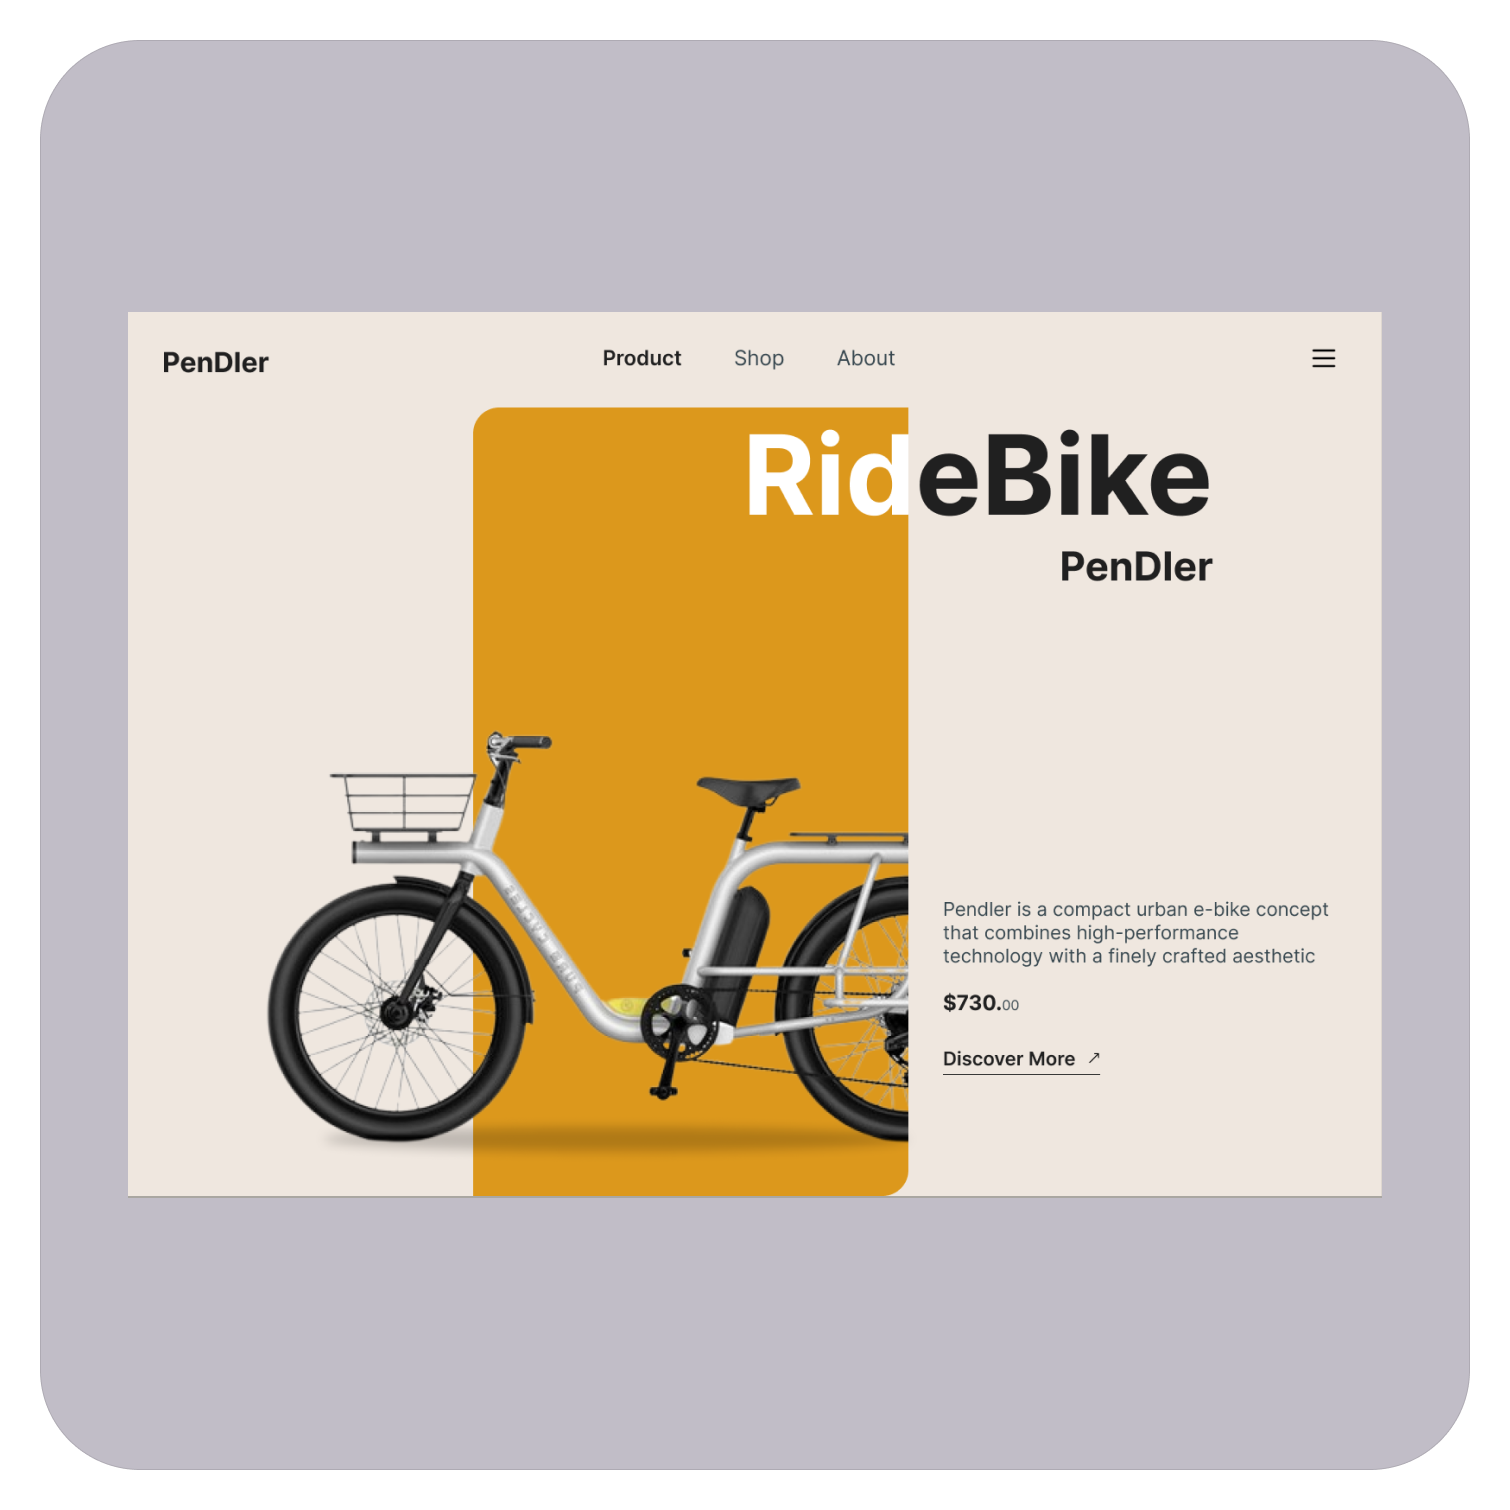 PenDler
Product Shop About
RideBike
PenDler
Pendler is a compact urban e-bike concept
that combines high-performance
technology with a finely crafted aesthetic
$730.00
Discover More ↗